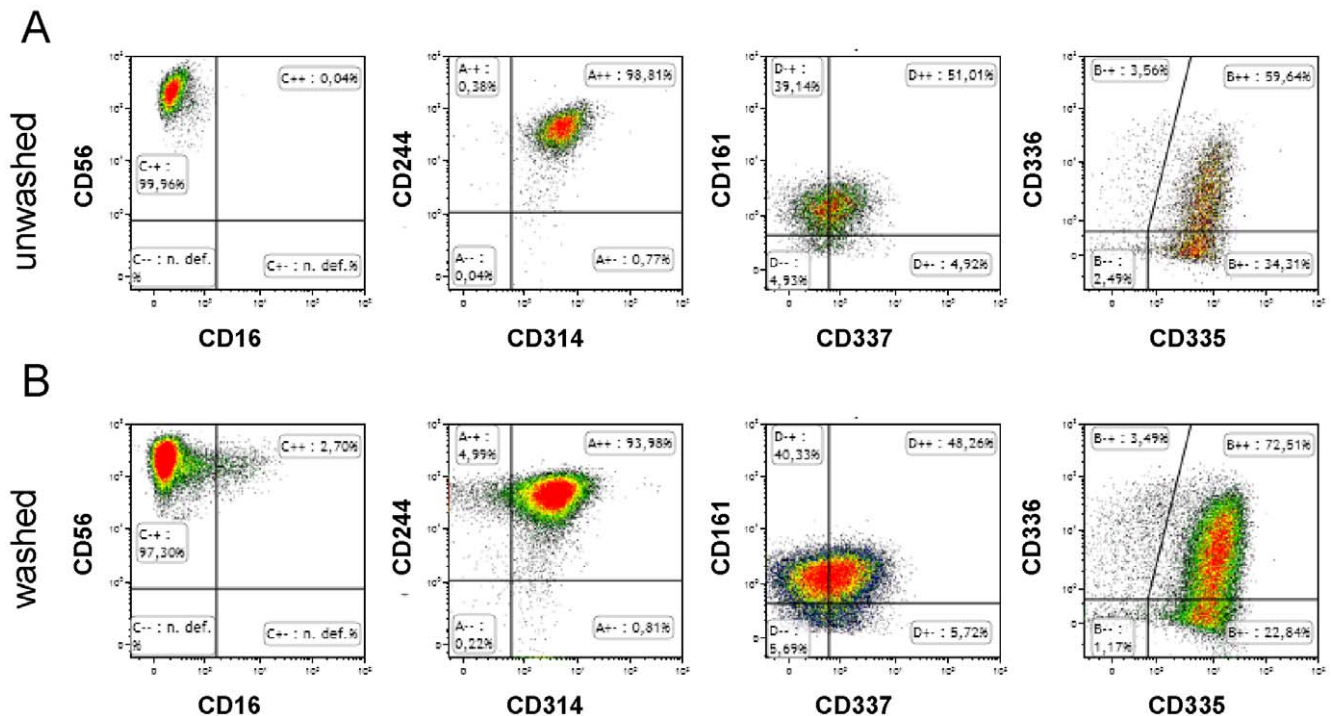 A
unwashed
CD56
C++ : 0,04%
C-+ :
99,96%
C-- : n. def.
%
C+- : n. def.%
CD16
CD244
A-+ :
0,38%
A++ : 98,81%
A-- :
0,04%
A+- : 0,77%
CD314
CD161
D-+ :
39,14%
D++ : 51,01%
D-- :
4,93%
D+- : 4,92%
CD337
CD336
B-+ : 3,56%
B++ : 59,64%
B-- :
2,49%
B+- : 34,31%
CD335
B
washed
CD56
C++ : 2,70%
C-+ :
97,30%
C-- : n. def.
%
C+- : n. def.%
CD16
CD244
A-+ :
4,99%
A++ : 93,98%
A-- :
0,22%
A+- : 0,81%
CD314
CD161
D-+ :
40,33%
D++ : 48,26%
D-- :
5,69%
D+- : 5,72%
CD337
CD336
B-+ : 3,49%
B++ : 72,51%
B-- :
1,17%
B+- : 22,84%
CD335